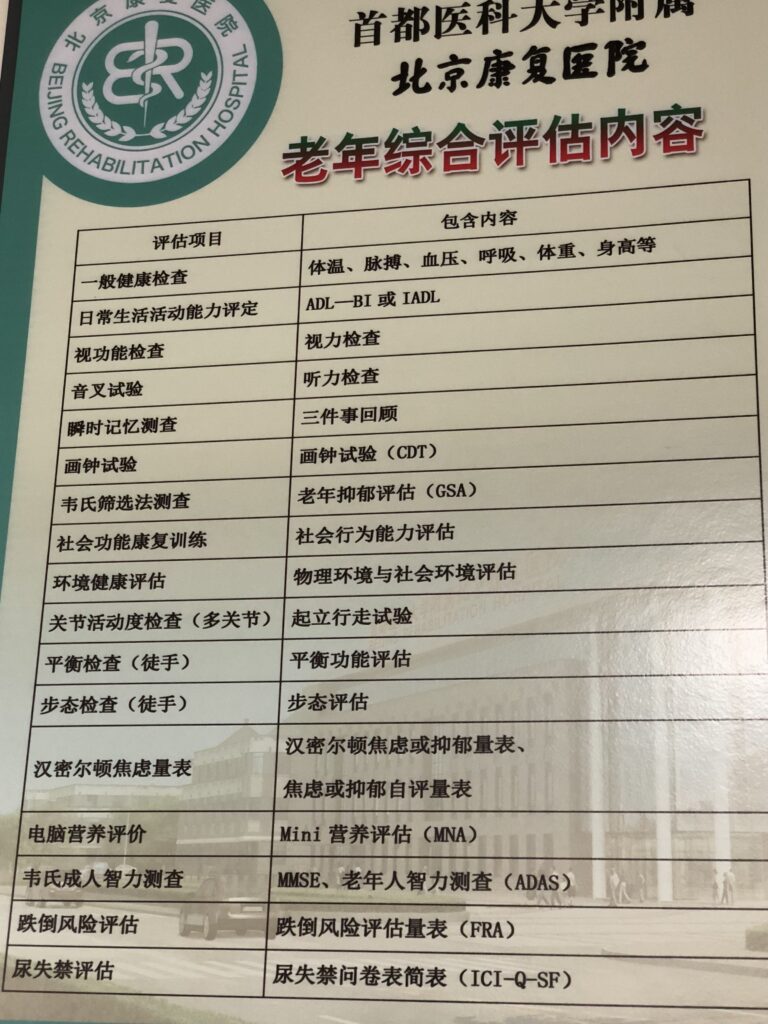 北京康复医院
BR
BEIJING REHABILITATION HOSPITAL
首都医科大学附属
北京康复医院
老年综合评估内容
评估项目 包含内容
一般健康检查 体温、脉搏、血压、呼吸、体重、身高等
日常生活活动能力评定 ADL—BI 或 IADL
视功能检查 视力检查
音叉试验 听力检查
瞬时记忆测查 三件事回顾
画钟试验 画钟试验（CDT）
韦氏筛选法测查 老年抑郁评估（GSA）
社会功能康复训练 社会行为能力评估
环境健康评估 物理环境与社会环境评估
关节活动度检查（多关节） 起立行走试验
平衡检查（徒手） 平衡功能评估
步态检查（徒手） 步态评估
汉密尔顿焦虑量表 汉密尔顿焦虑或抑郁量表、
焦虑或抑郁自评量表
电脑营养评价 Mini 营养评估（MNA）
韦氏成人智力测查 MMSE、老年人智力测查（ADAS）
跌倒风险评估 跌倒风险评估量表（FRA）
尿失禁评估 尿失禁问卷表简表（ICI-Q-SF）